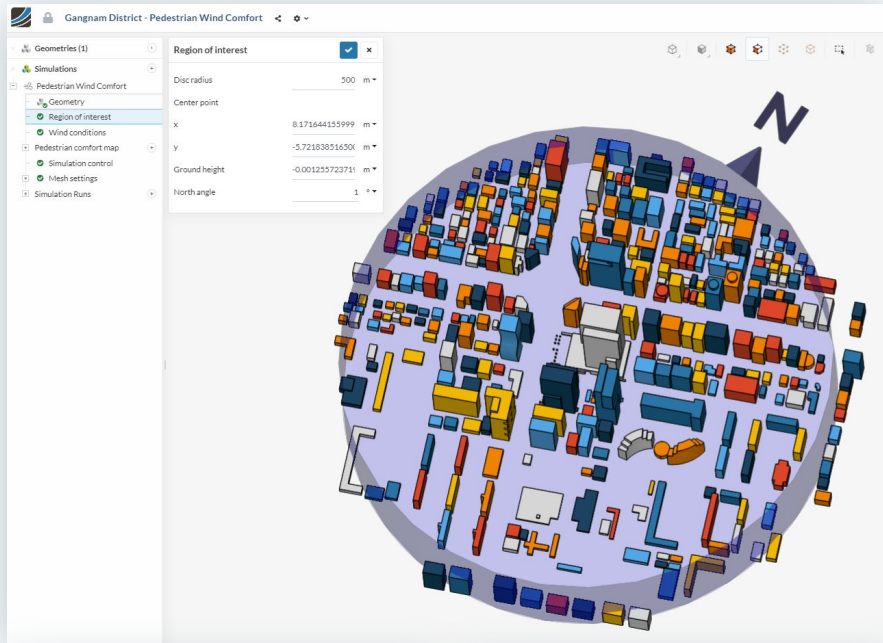 Gangnam District - Pedestrian Wind Comfort
Geometries (1)
Simulations
Pedestrian Wind Comfort
Geometry
Region of interest
Wind conditions
Pedestrian comfort map
Simulation control
Mesh settings
Simulation Runs
Region of interest
Disc radius 500 m
Center point
x 8.171644155999 m
y -5.721838516500 m
Ground height -0.001255723719 m
North angle 1 °
N